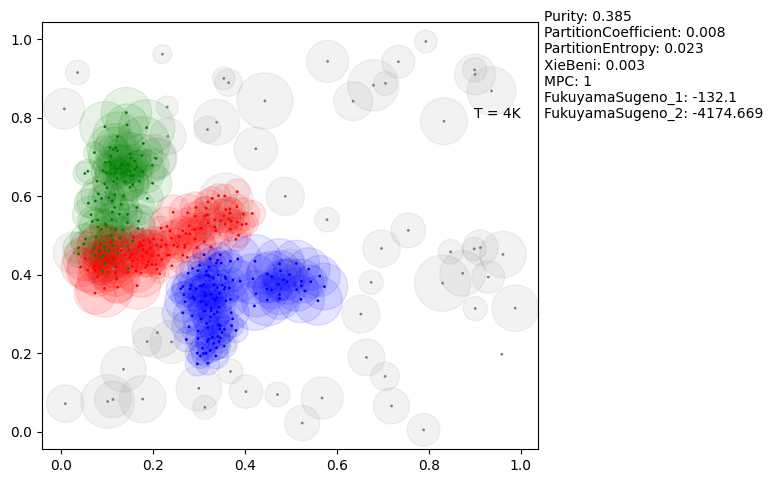 Purity: 0.385
PartitionCoefficient: 0.008
PartitionEntropy: 0.023
XieBeni: 0.003
MPC: 1
FukuyamaSugeno_1: -132.1
FukuyamaSugeno_2: -4174.669
T = 4K
1.0
0.8
0.6
0.4
0.2
0.0
0.0 0.2 0.4 0.6 0.8 1.0